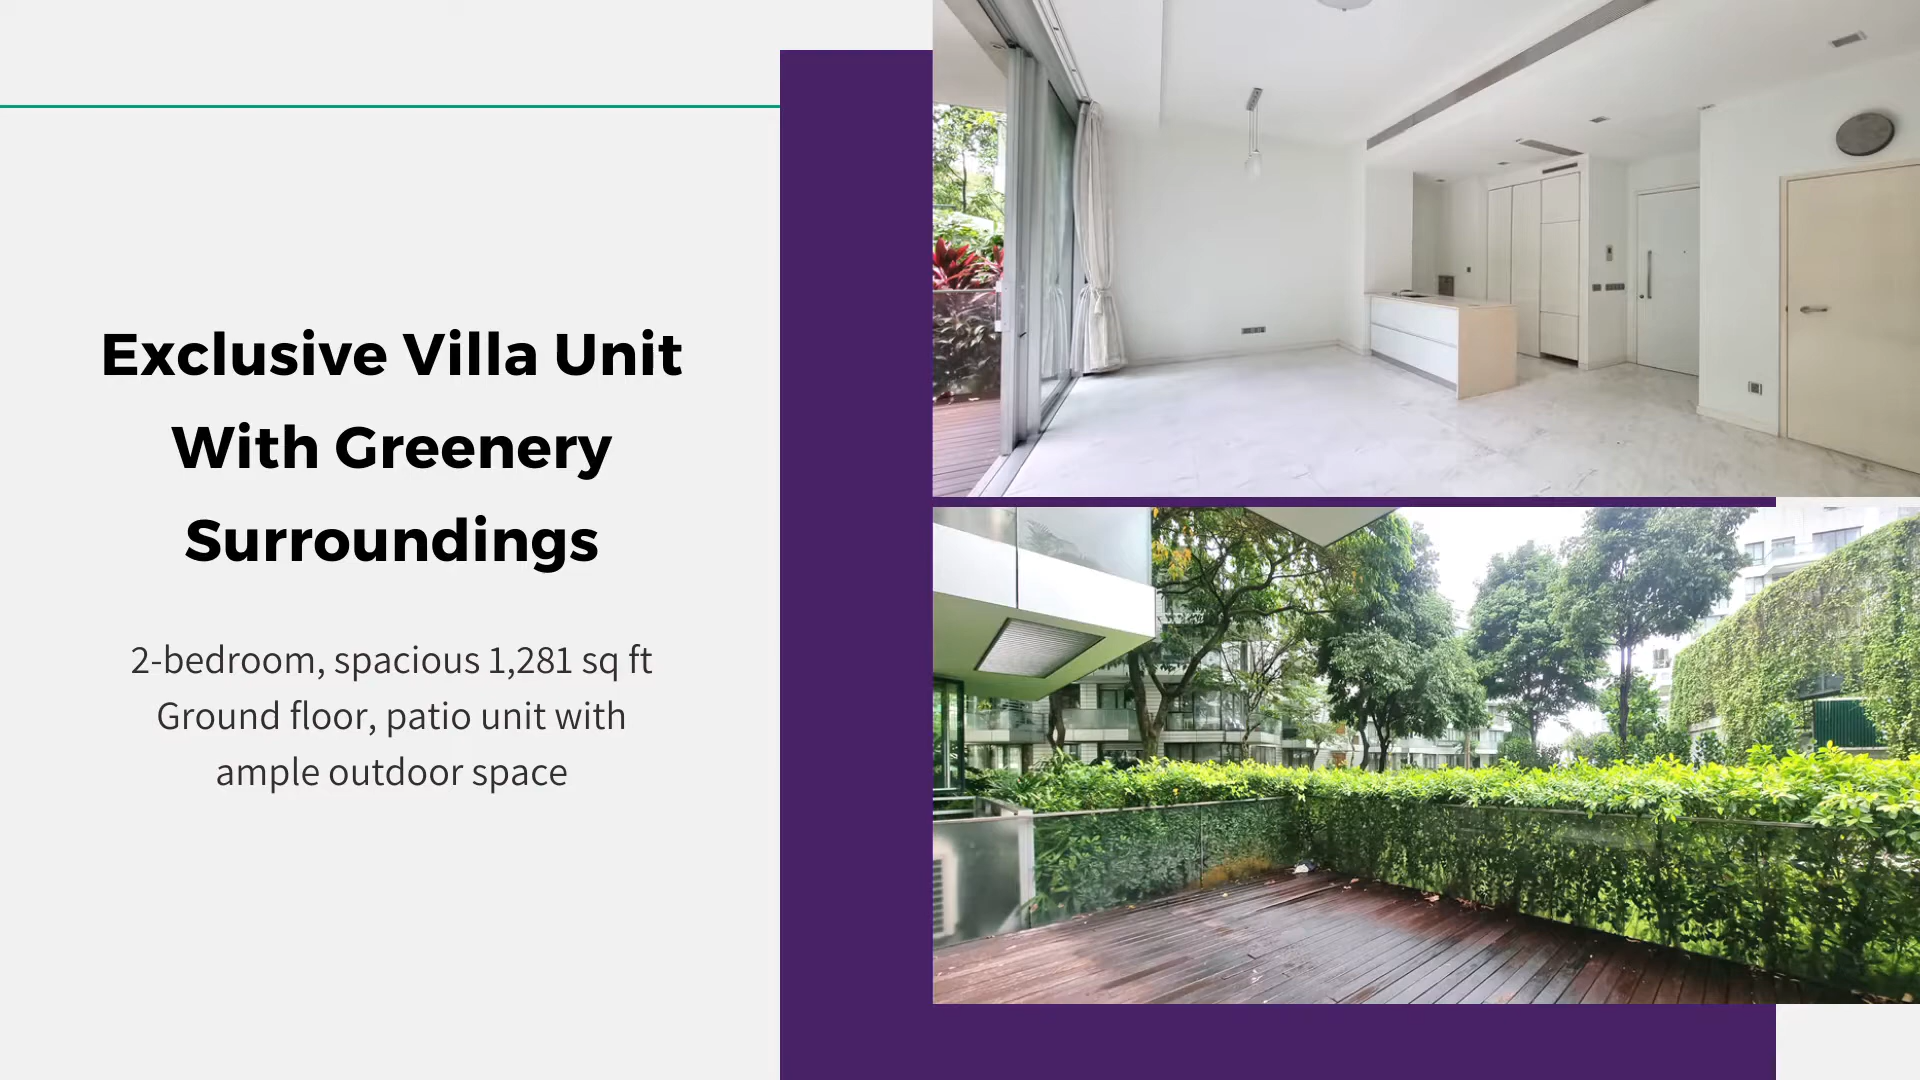 Exclusive Villa Unit
With Greenery
Surroundings
2-bedroom, spacious 1,281 sq ft
Ground floor, patio unit with
ample outdoor space